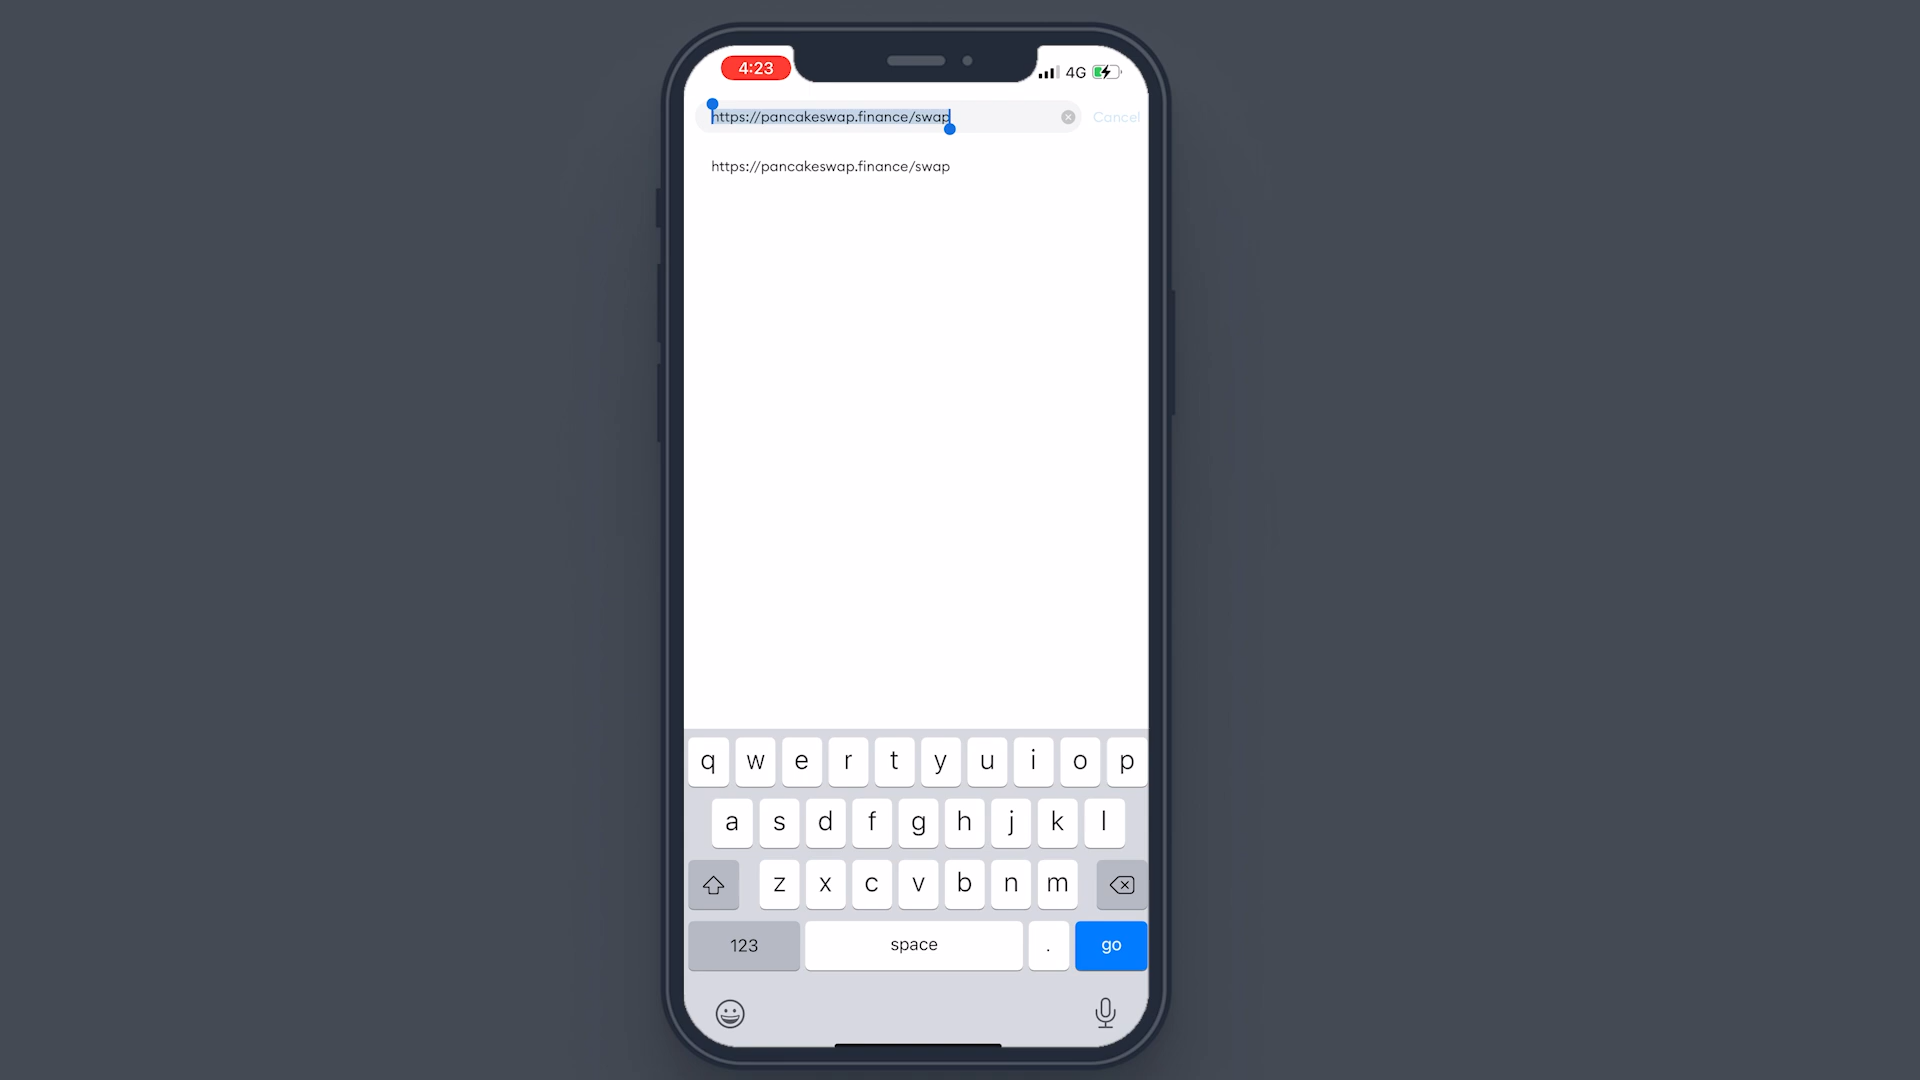 4:23
4G
https://pancakeswap.finance/swap
Cancel
https://pancakeswap.finance/swap
q w e r t y u i o p
a s d f g h j k l
z x c v b n m
123 space . go